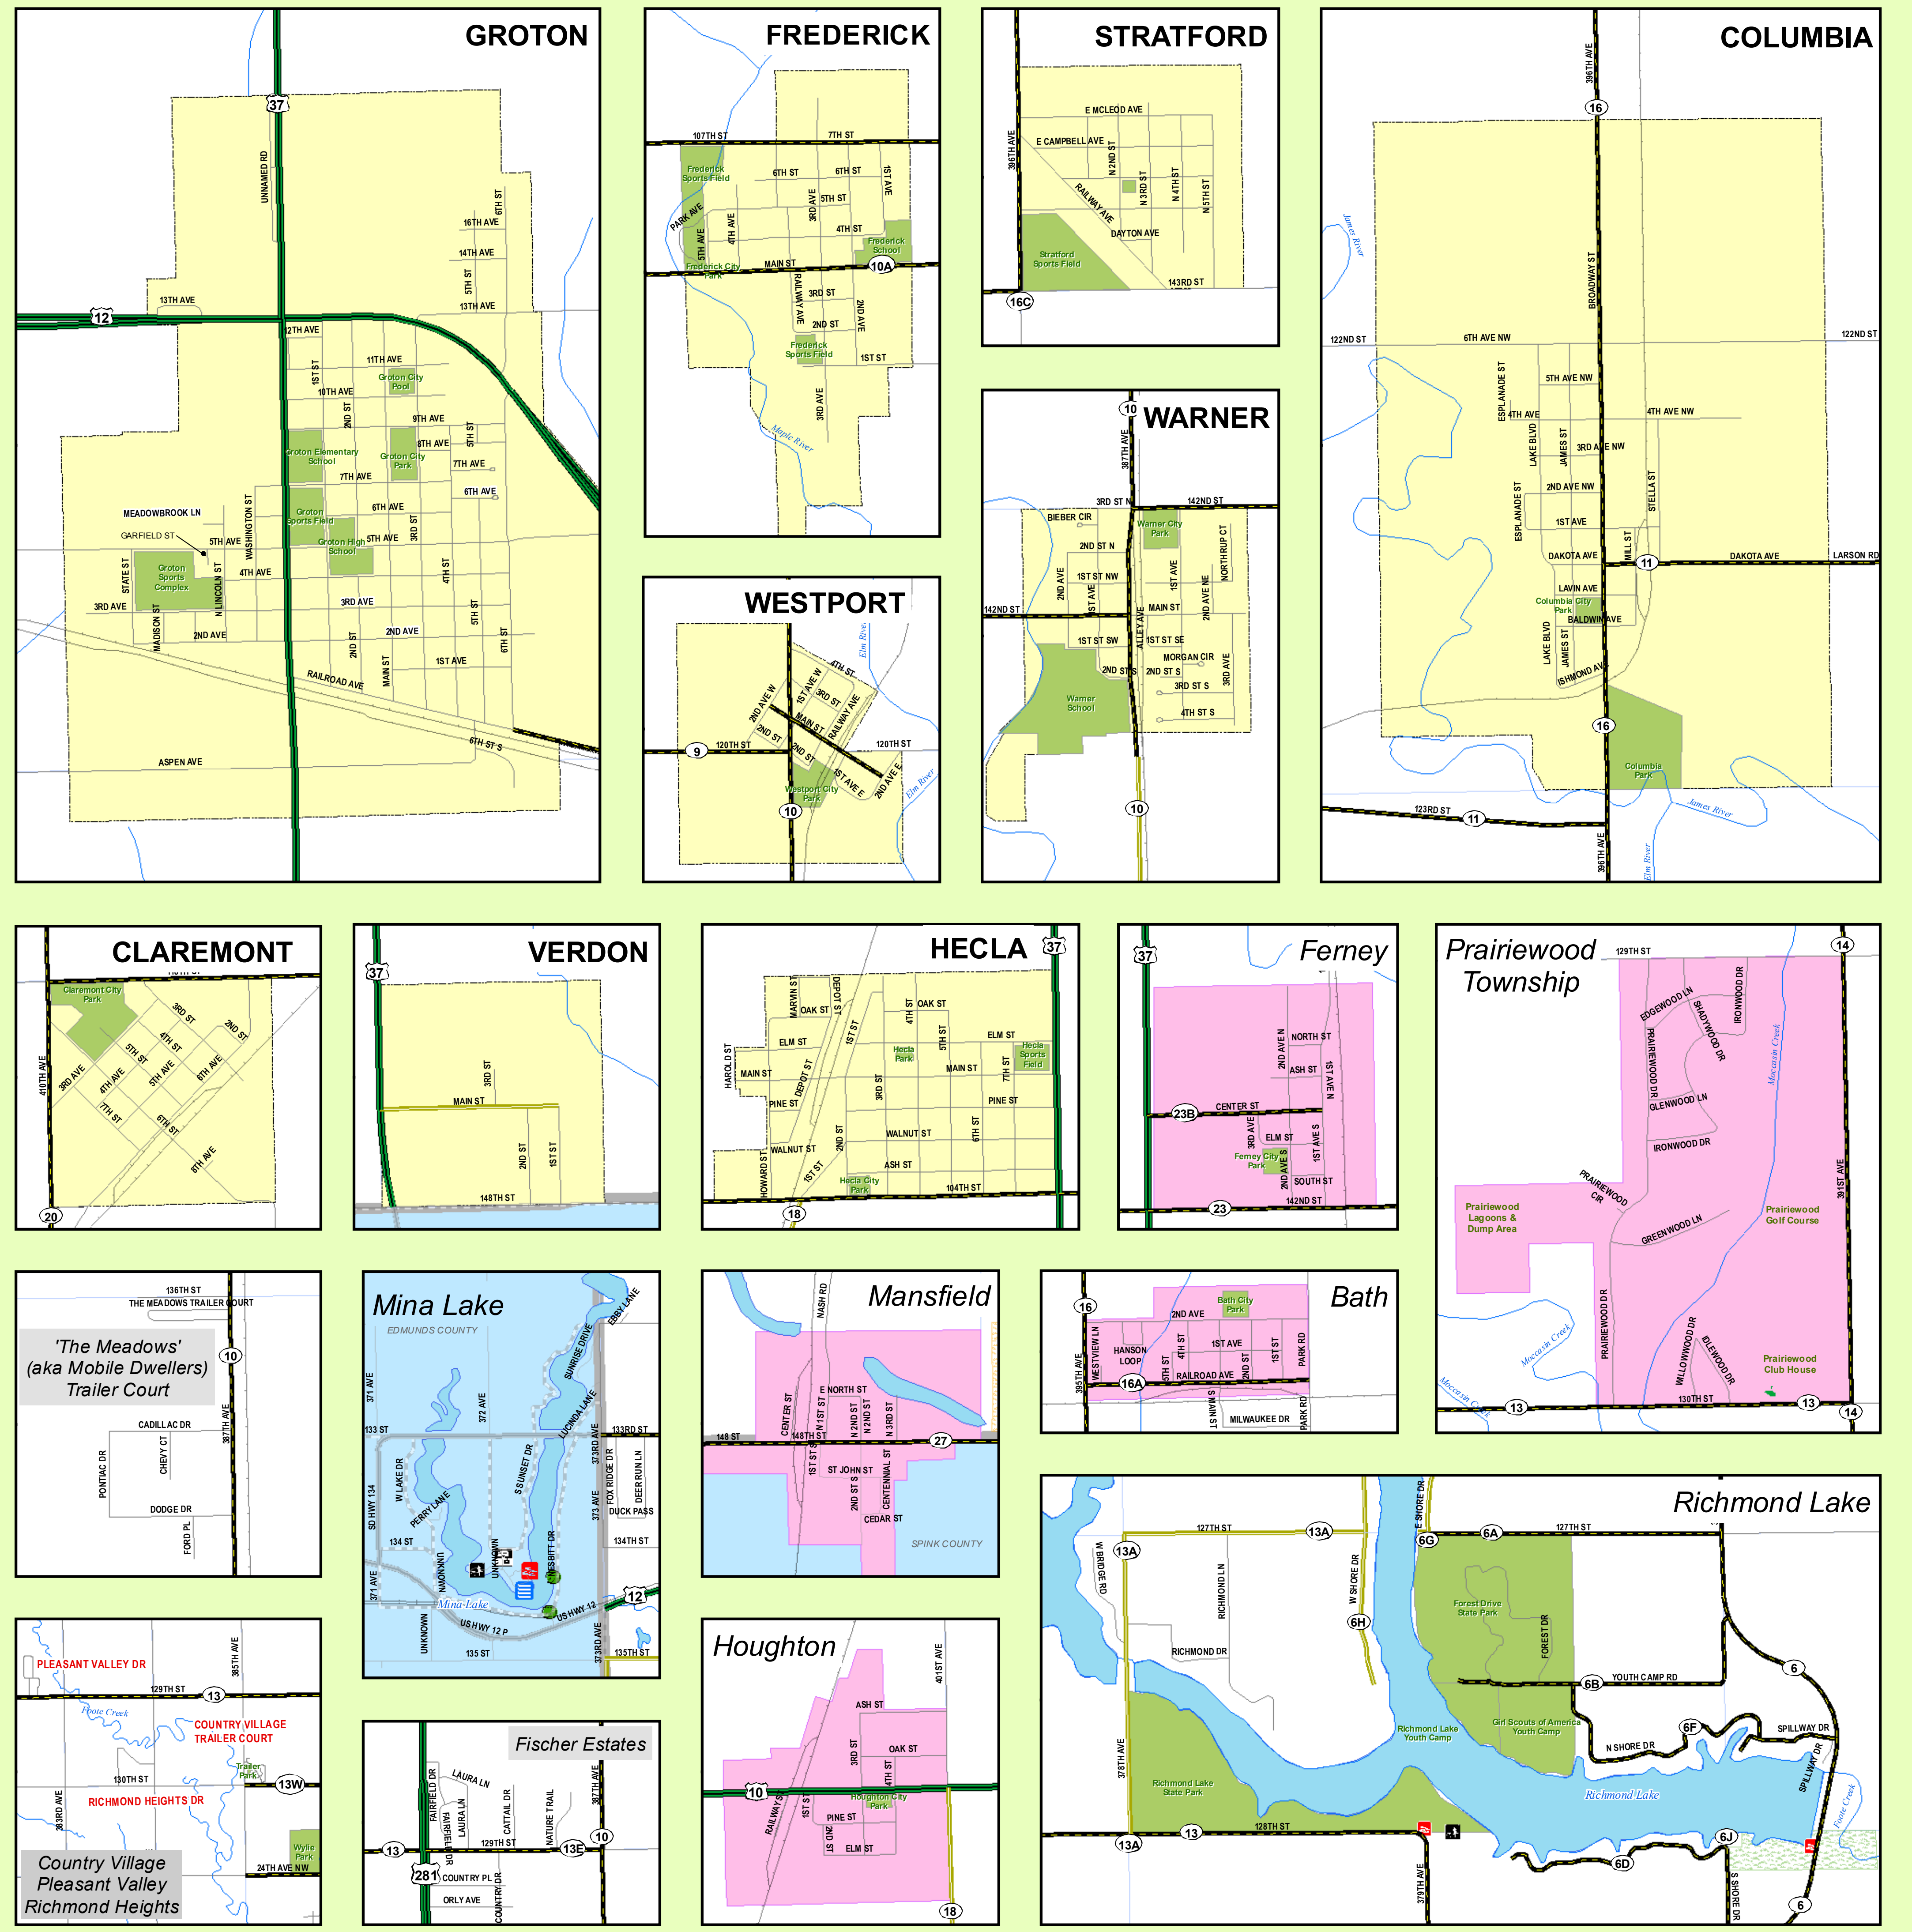 GROTON
37
UNNAMED RD
6TH ST
16TH AVE
14TH AVE
5TH ST
13TH AVE
13TH AVE
12
12TH AVE
1ST ST
11TH AVE
Groton City
Pool
10TH AVE
2ND ST
9TH AVE
5TH ST
8TH AVE
Groton Elementary
School
Groton City
Park
7TH AVE
7TH AVE
6TH AVE
MEADOWBROOK LN
WASHINGTON ST
Groton
Sports Field
6TH AVE
3RD ST
GARFIELD ST
5TH AVE
Groton High
School
5TH AVE
STATE ST
Groton
Sports
Complex
4TH AVE
4TH ST
N LINCOLN ST
3RD AVE
MADISON ST
3RD AVE
5TH ST
2ND AVE
2ND ST
2ND AVE
6TH ST
MAIN ST
1ST AVE
RAILROAD AVE
6TH ST S
ASPEN AVE
FREDERICK
107TH ST
7TH ST
Frederick
Sports Field
6TH ST
6TH ST
1ST AVE
3RD AVE
5TH ST
PARK AVE
4TH AVE
5TH AVE
4TH ST
Frederick
School
Frederick City
Park
MAIN ST
10A
RAILWAY AVE
3RD ST
2ND AVE
2ND ST
Frederick
Sports Field
1ST ST
3RD AVE
Maple River
STRATFORD
396TH AVE
E MCLEOD AVE
E CAMPBELL AVE
N 2ND ST
RAILWAY AVE
N 3RD ST
N 4TH ST
N 5TH ST
DAYTON AVE
Stratford
Sports Field
143RD ST
16C
COLUMBIA
396TH AVE
16
James River
BROADWAY ST
122ND ST
6TH AVE NW
122ND ST
ESPLANADE ST
5TH AVE NW
4TH AVE
4TH AVE NW
LAKE BLVD
JAMES ST
3RD AVE NW
ESPLANADE ST
2ND AVE NW
STELLA ST
1ST AVE
MILL ST
DAKOTA AVE
11
DAKOTA AVE
LARSON RD
LAVIN AVE
Columbia City
Park
BALDWIN AVE
LAKE BLVD
JAMES ST
ISHMOND AV
16
Columbia
Park
James River
123RD ST
11
396TH AVE
Elm River
WESTPORT
Elm River
4TH ST
1ST AVE W
2ND AVE W
3RD ST
MAIN ST
RAILWAY AVE
2ND ST
2ND ST
9
120TH ST
120TH ST
1ST AVE E
2ND AVE E
Elm River
Westport City
Park
10
WARNER
10
387TH AVE
3RD ST N
142ND ST
BIEBER CIR
Warner City
Park
NORTHRUP CT
2ND ST N
2ND AVE
1ST ST NW
1ST AVE
1ST AVE
2ND AVE NE
142ND ST
MAIN ST
ALLEY AVE
1ST ST SW
1ST ST SE
MORGAN CIR
2ND ST S
2ND ST S
3RD AVE
Warner
School
3RD ST S
4TH ST S
10
CLAREMONT
Claremont City
Park
3RD ST
2ND ST
4TH ST
5TH ST
410TH AVE
3RD AVE
4TH AVE
5TH AVE
6TH AVE
7TH ST
6TH ST
8TH AVE
20
VERDON
37
3RD ST
MAIN ST
2ND ST
1ST ST
148TH ST
HECLA
37
MARVIN ST
DEPOT ST
OAK ST
4TH ST
OAK ST
1ST ST
5TH ST
ELM ST
ELM ST
Hecla
Park
Hecla
Sports
Field
HAROLD ST
MAIN ST
DEPOT ST
MAIN ST
7TH ST
3RD ST
PINE ST
PINE ST
WALNUT ST
2ND ST
WALNUT ST
6TH ST
HOWARD ST
1ST ST
ASH ST
Hecla City
Park
104TH ST
18
Ferney
37
2ND AVE N
NORTH ST
ASH ST
1ST AVE N
23B
CENTER ST
3RD AVE
ELM ST
1ST AVE S
Ferney City
Park
2ND AVE S
SOUTH ST
142ND ST
23
Prairiewood
Township
129TH ST
14
EDGEWOOD LN
IRONWOOD DR
SHADYWOOD DR
PRAIRIEWOOD DR
Moccasin Creek
GLENWOOD LN
IRONWOOD DR
391ST AVE
PRAIRIEWOOD
CIR
Prairiewood
Lagoons &
Dump Area
Prairiewood
Golf Course
GREENWOOD LN
PRAIRIEWOOD DR
Moccasin Creek
WILLOWWOOD DR
IDLEWOOD DR
Prairiewood
Club House
Moccasin Creek
130TH ST
13
13
14
136TH ST
THE MEADOWS TRAILER COURT
'The Meadows'
(aka Mobile Dwellers)
Trailer Court
10
387TH AVE
CADILLAC DR
CHEVY CT
PONTIAC DR
DODGE DR
FORD PL
Mina Lake
EDMUNDS COUNTY
EBBY LANE
SUNRISE DRIVE
371 AVE
372 AVE
LUCINDA LAKE
133 ST
133RD ST
373RD AVE
S SUNSET DR
W LAKE DR
FOX RIDGE DR
DEER RUN LN
SD HWY 134
PERRY LANE
373 AVE
DUCK PASS
134 ST
134TH ST
UNKNOWN
UNKNOWN
NESBITT DR
371 AVE
Mina Lake
12
US HWY 12
US HWY 12 P
UNKNOWN
373RD AVE
135 ST
135TH ST
Mansfield
NASH RD
CENTER ST
E NORTH ST
N 1ST ST
N 2ND ST
N 2ND ST
N 3RD ST
148 ST
148TH ST
27
1ST ST S
ST JOHN ST
2ND ST S
CENTENNIAL ST
CEDAR ST
SPINK COUNTY
Bath
16
Bath City
Park
2ND AVE
WESTVIEW LN
HANSON
LOOP
4TH ST
1ST AVE
1ST ST
PARK RD
395TH AVE
5TH ST
2ND ST
16A
RAILROAD AVE
MAIN ST
MILWAUKEE DR
PARK RD
Richmond Lake
E SHORE DR
127TH ST
13A
6G
6A
127TH ST
13A
W BRIDGE RD
RICHMOND LN
W SHORE DR
6H
Forest Drive
State Park
FOREST DR
RICHMOND DR
YOUTH CAMP RD
6B
6
Richmond Lake
Youth Camp
Girl Scouts of America
Youth Camp
6F
SPILLWAY DR
N SHORE DR
378TH AVE
SPILLWAY DR
Richmond Lake
State Park
Richmond Lake
Foote Creek
13A
13
128TH ST
6J
6D
379TH AVE
S SHORE DR
6
PLEASANT VALLEY DR
385TH AVE
129TH ST
13
Foote Creek
COUNTRY VILLAGE
TRAILER COURT
Trailer
Park
130TH ST
13W
RICHMOND HEIGHTS DR
383RD AVE
Wylie
Park
24TH AVE NW
Country Village
Pleasant Valley
Richmond Heights
Fischer Estates
LAURA LN
FAIRFIELD DR
FAIRFIELD DR
LAURA LN
CATTAIL DR
NATURE TRAIL
387TH AVE
10
13
129TH ST
13E
281
COUNTRY PL
COUNTRY DR
ORLY AVE
Houghton
401ST AVE
ASH ST
3RD ST
OAK ST
4TH ST
10
RAILWAY S
1ST ST
Houghton City
Park
PINE ST
2ND ST
ELM ST
18